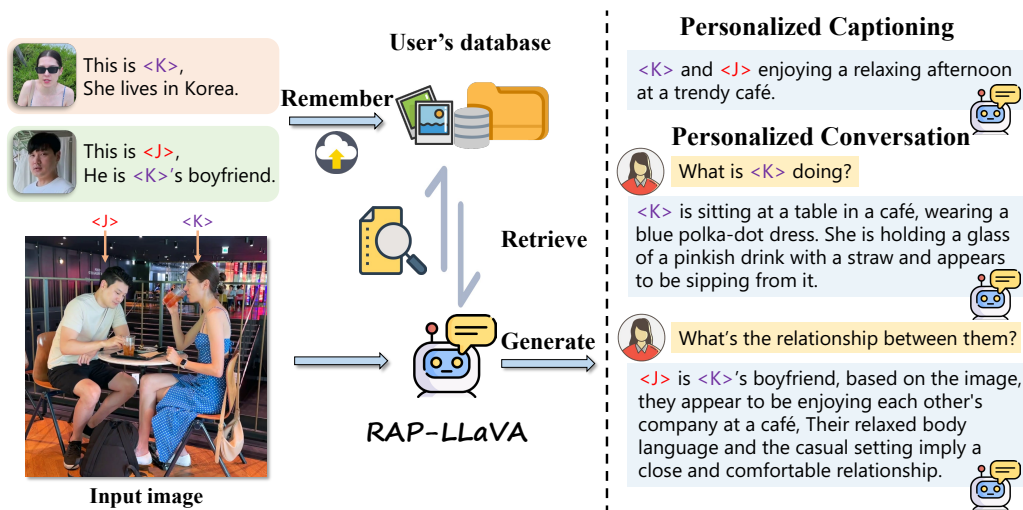 This is <K>,
She lives in Korea.
This is <J>,
He is <K>'s boyfriend.
<J>
<K>
Input image
User's database
Remember
Retrieve
Generate
RAP-LLaVA
Personalized Captioning
<K> and <J> enjoying a relaxing afternoon
at a trendy café.
Personalized Conversation
What is <K> doing?
<K> is sitting at a table in a café, wearing a
blue polka-dot dress. She is holding a glass
of a pinkish drink with a straw and appears
to be sipping from it.
What's the relationship between them?
<J> is <K>'s boyfriend, based on the image,
they appear to be enjoying each other's
company at a café, Their relaxed body
language and the casual setting imply a
close and comfortable relationship.